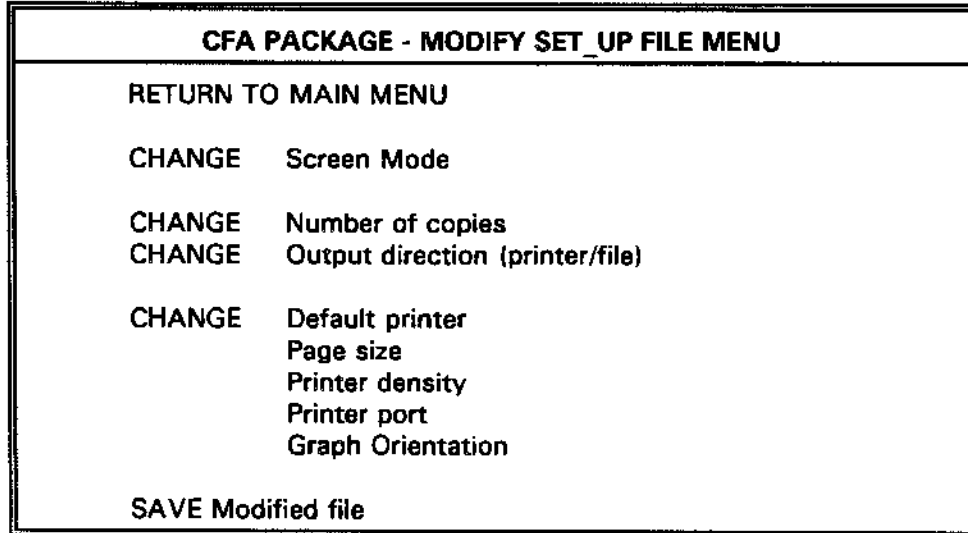 CFA PACKAGE - MODIFY SET_UP FILE MENU
RETURN TO MAIN MENU
CHANGE Screen Mode
CHANGE Number of copies
CHANGE Output direction (printer/file)
CHANGE Default printer
Page size
Printer density
Printer port
Graph Orientation
SAVE Modified file